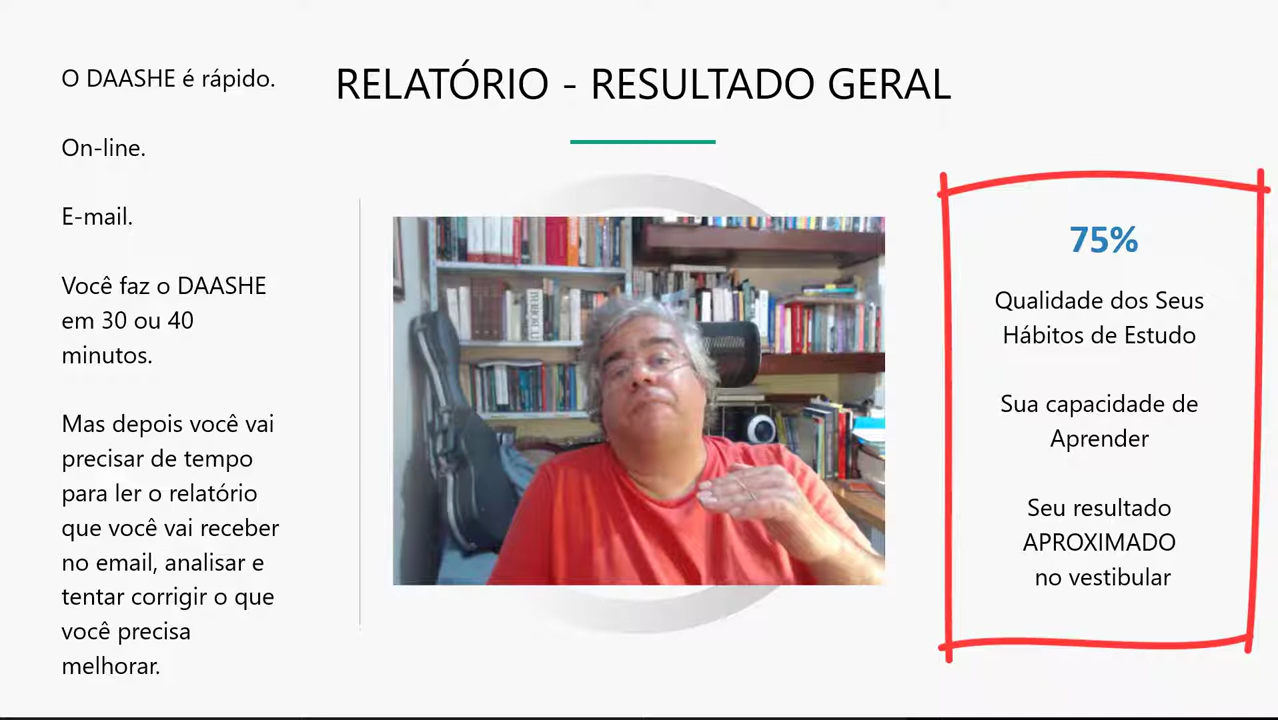 RELATÓRIO - RESULTADO GERAL
O DAASHE é rápido.
On-line.
E-mail.
Você faz o DAASHE
em 30 ou 40
minutos.
Mas depois você vai
precisar de tempo
para ler o relatório
que você vai receber
no email, analisar e
tentar corrigir o que
você precisa
melhorar.
75%
Qualidade dos Seus
Hábitos de Estudo
Sua capacidade de
Aprender
Seu resultado
APROXIMADO
no vestibular